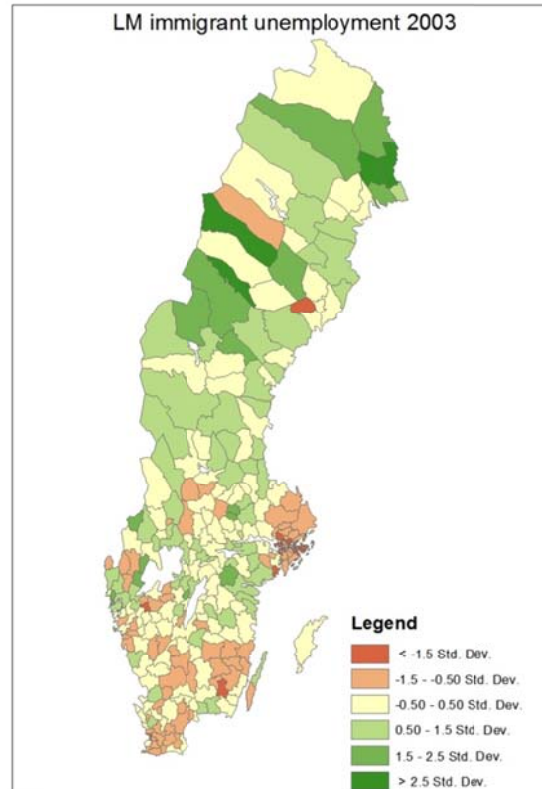 LM immigrant unemployment 2003
Legend
< -1.5 Std. Dev.
-1.5 - -0.50 Std. Dev.
-0.50 - 0.50 Std. Dev.
0.50 - 1.5 Std. Dev.
1.5 - 2.5 Std. Dev.
> 2.5 Std. Dev.